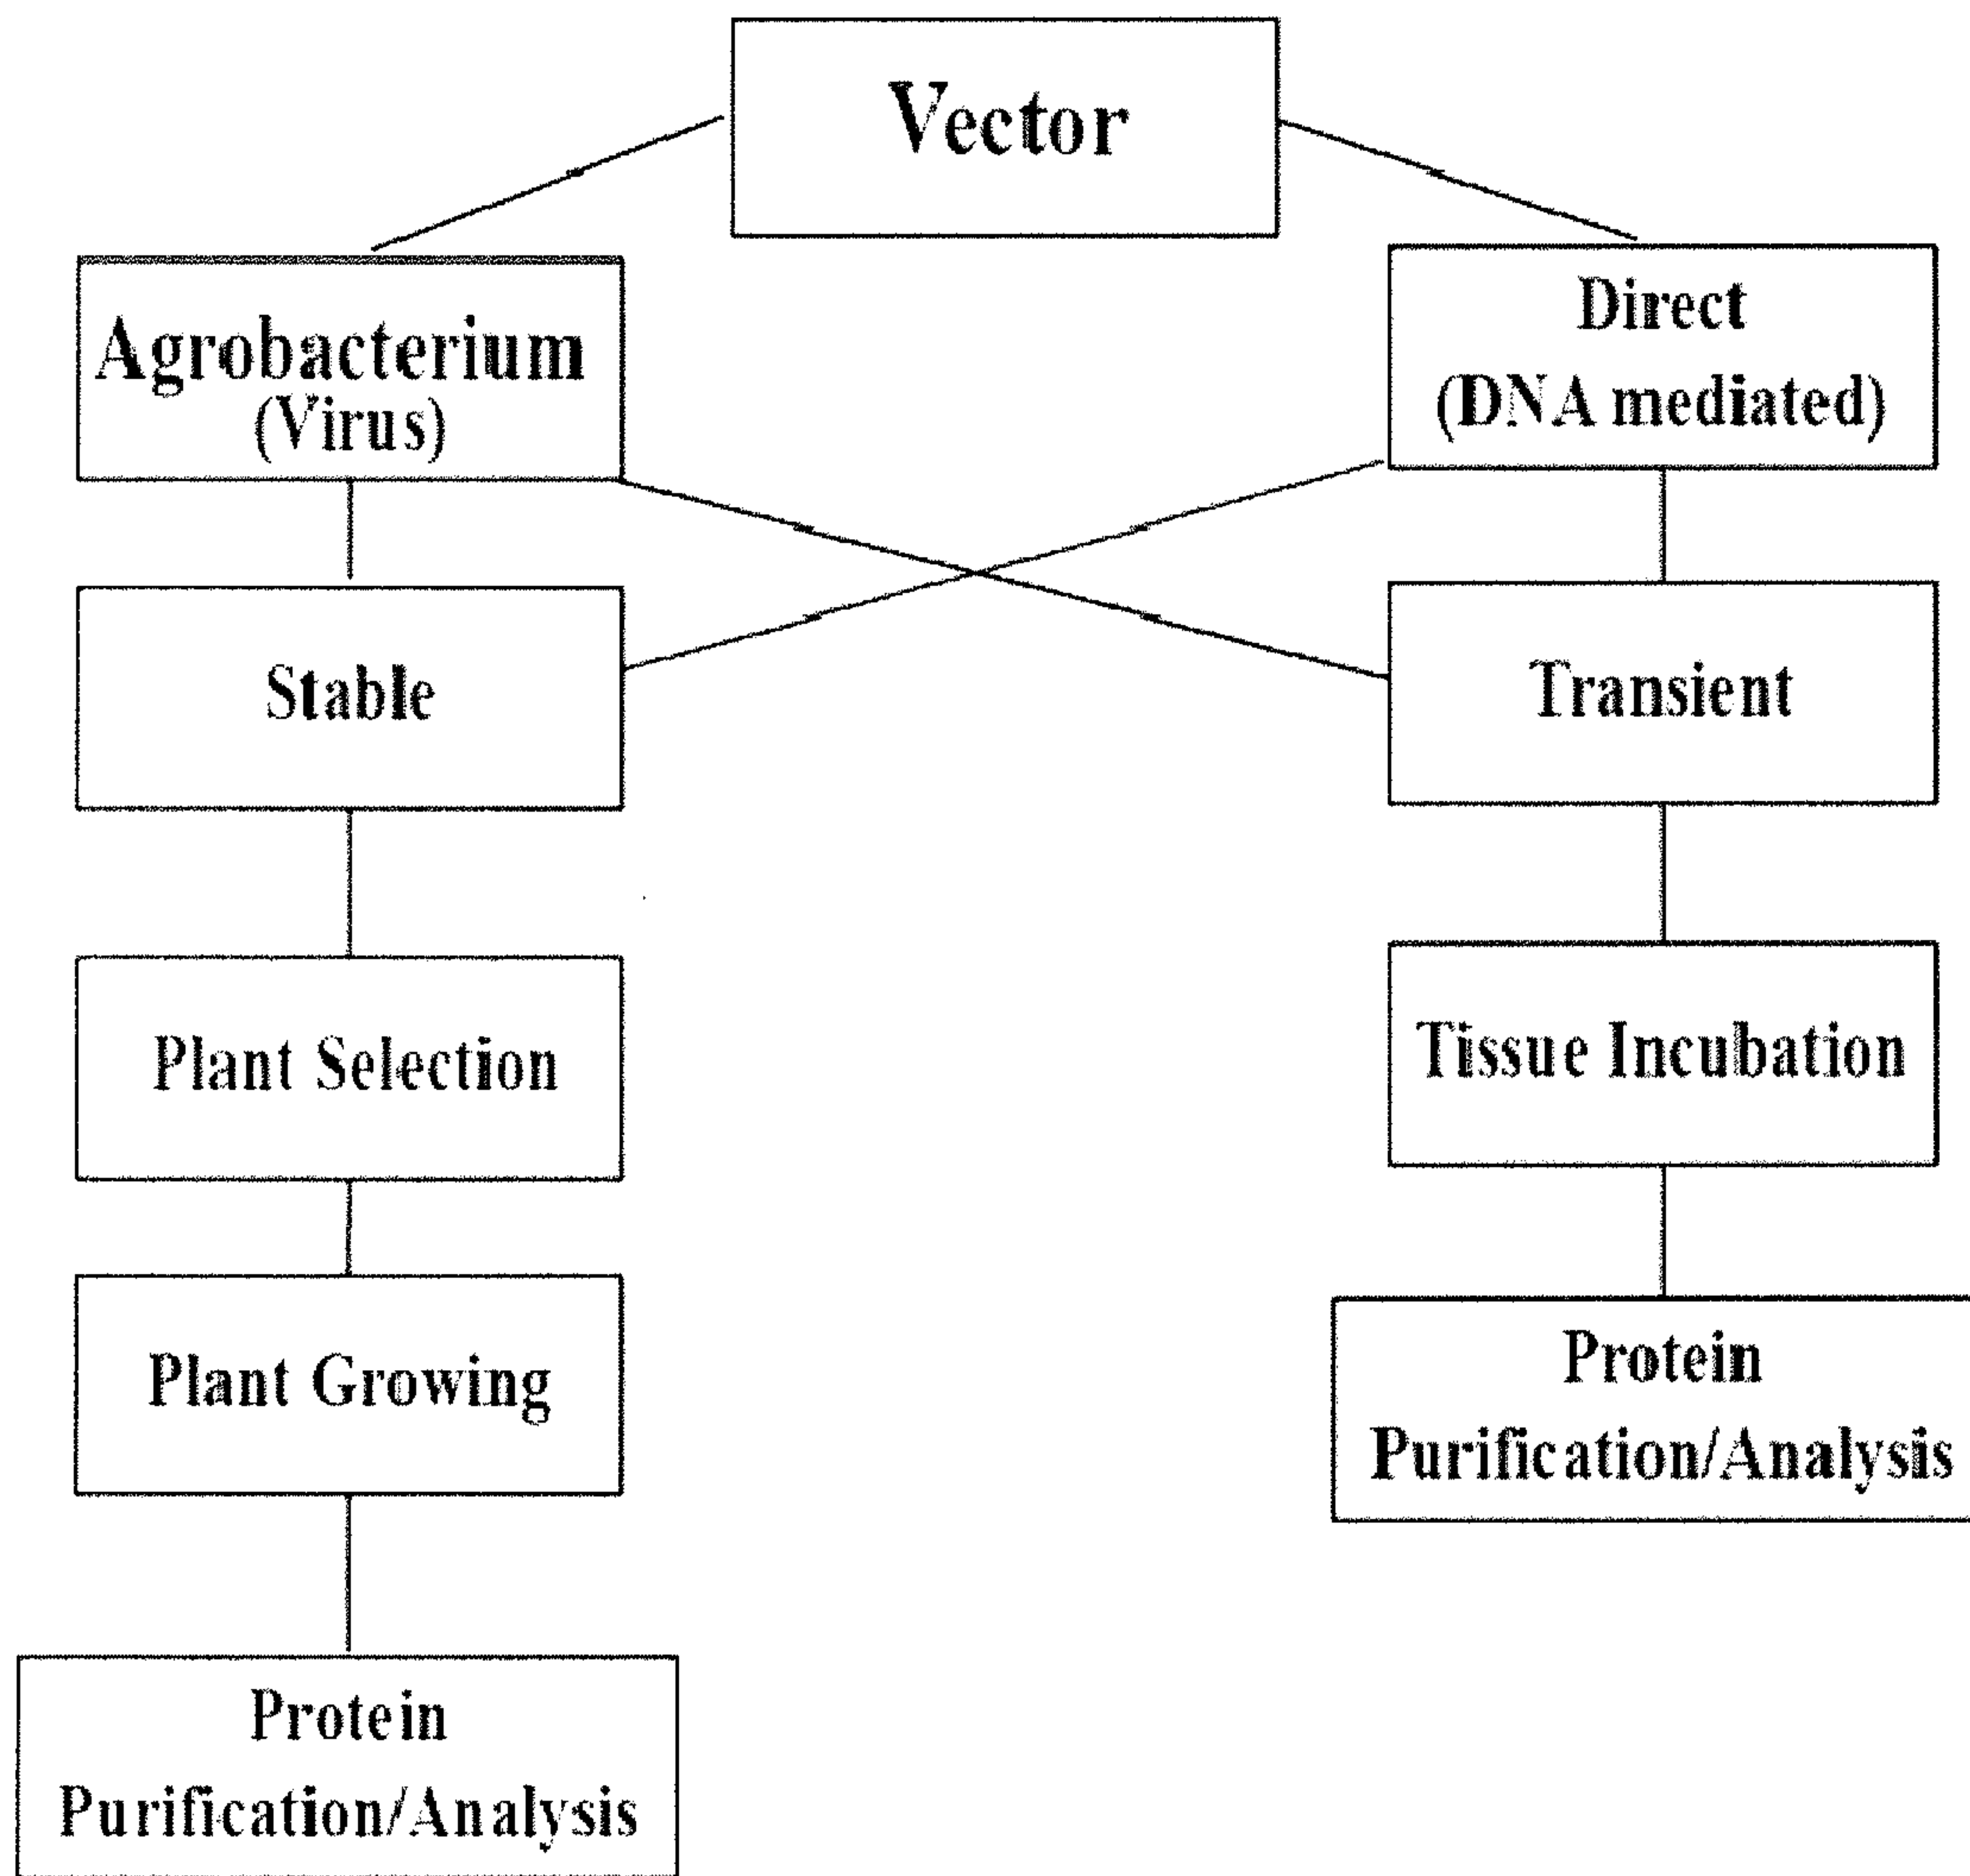 Vector
Agrobacterium
(Virus)
Direct
(DNA mediated)
Stable
Transient
Plant Selection
Tissue Incubation
Plant Growing
Protein
Purification/Analysis
Protein
Purification/Analysis